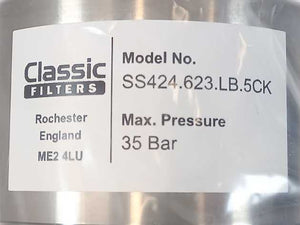 Classic
FILTERS
Rochester
England
ME2 4LU
Model No.
SS424.623.LB.5CK
Max. Pressure
35 Bar